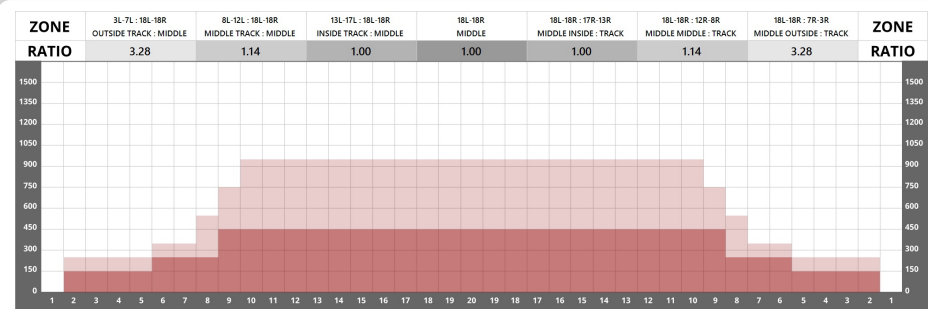 ZONE
3L-7L : 18L-18R
OUTSIDE TRACK : MIDDLE
8L-12L : 18L-18R
MIDDLE TRACK : MIDDLE
13L-17L : 18L-18R
INSIDE TRACK : MIDDLE
18L-18R
MIDDLE
18L-18R : 17R-13R
MIDDLE INSIDE : TRACK
18L-18R : 12R-8R
MIDDLE MIDDLE : TRACK
18L-18R : 7R-3R
MIDDLE OUTSIDE : TRACK
ZONE
RATIO 3.28 1.14 1.00 1.00 1.00 1.14 3.28 RATIO
1500 1500
1350 1350
1200 1200
1050 1050
900 900
750 750
600 600
450 450
300 300
150 150
0 0
1 2 3 4 5 6 7 8 9 10 11 12 13 14 15 16 17 18 19 20 19 18 17 16 15 14 13 12 11 10 9 8 7 6 5 4 3 2 1